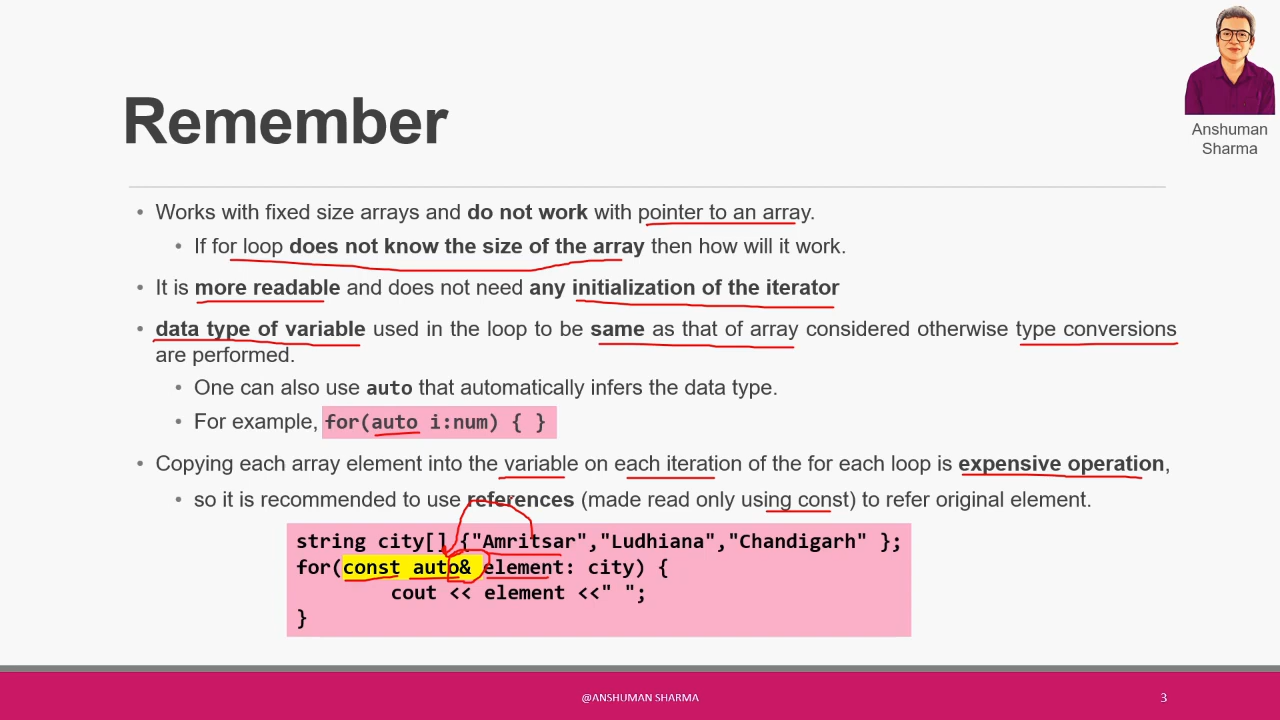 Anshuman
Sharma
Remember
• Works with fixed size arrays and do not work with pointer to an array.
• If for loop does not know the size of the array then how will it work.
• It is more readable and does not need any initialization of the iterator
• data type of variable used in the loop to be same as that of array considered otherwise type conversions
are performed.
• One can also use auto that automatically infers the data type.
• For example, for(auto i:num) { }
• Copying each array element into the variable on each iteration of the for each loop is expensive operation,
• so it is recommended to use references (made read only using const) to refer original element.
string city[] {"Amritsar","Ludhiana","Chandigarh" };
for(const auto& element: city) {
cout << element <<" ";
}
@ANSHUMAN SHARMA
3